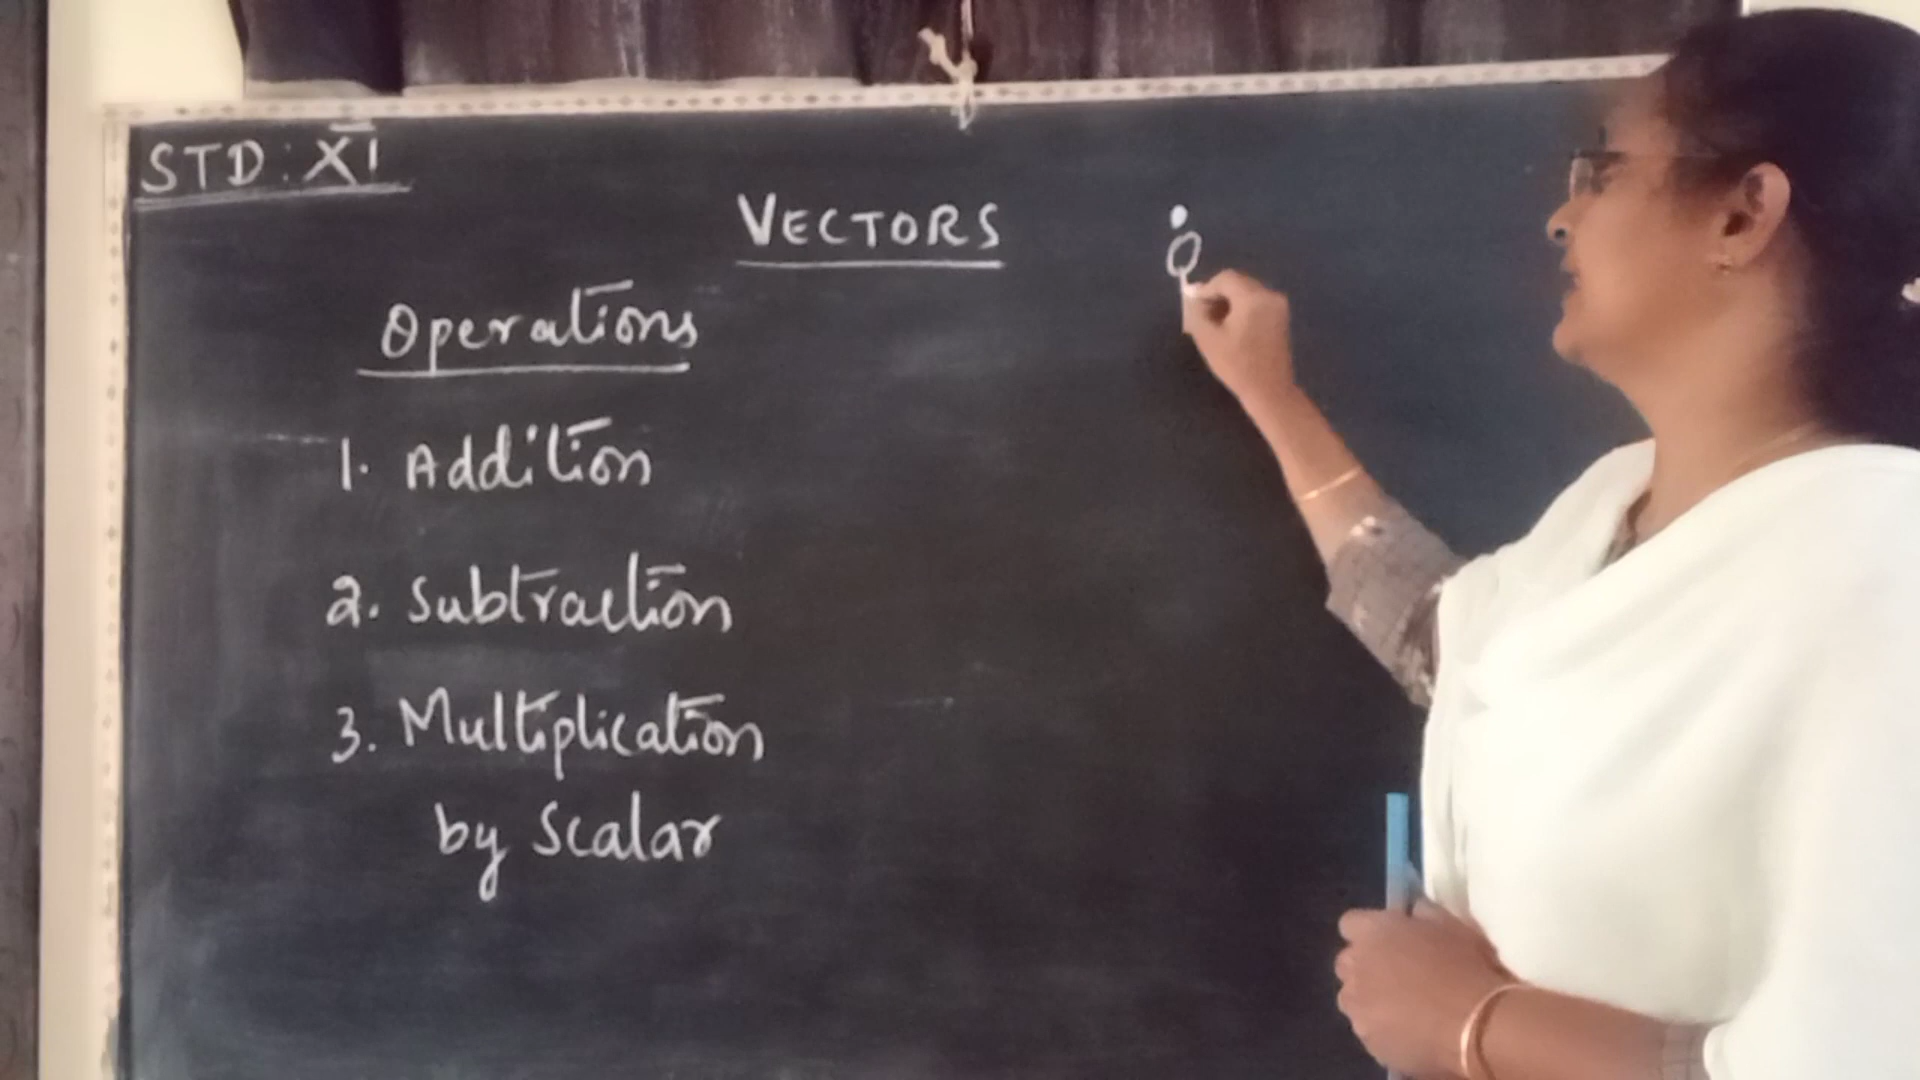 STD: XI
VECTORS
Operations
1. Addition
2. Subtraction
3. Multiplication
by Scalar